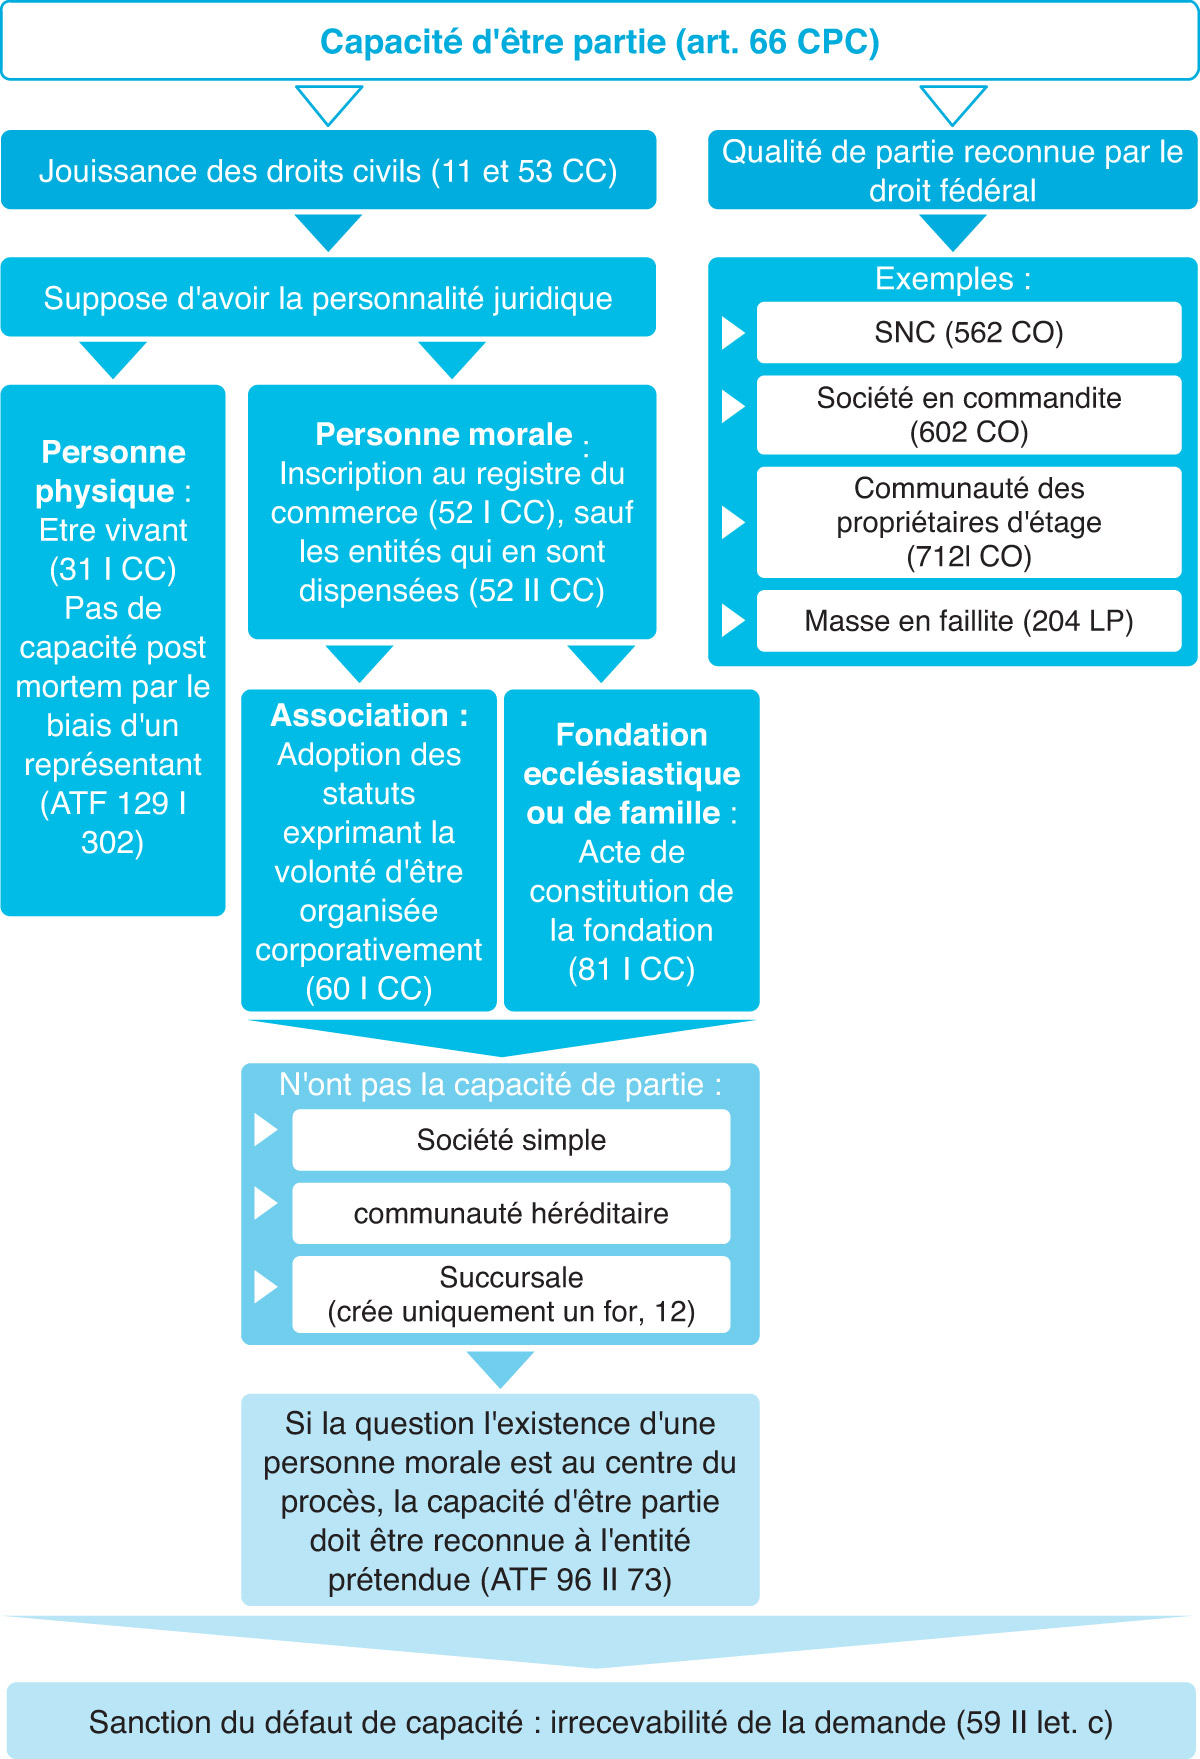 Capacité d'être partie (art. 66 CPC)
Jouissance des droits civils (11 et 53 CC)
Suppose d'avoir la personnalité juridique
Personne
physique :
Etre vivant
(31 I CC)
Pas de
capacité post
mortem par le
biais d'un
représentant
(ATF 129 I
302)
Personne morale :
Inscription au registre du
commerce (52 I CC), sauf
les entités qui en sont
dispensées (52 II CC)
Association :
Adoption des
statuts
exprimant la
volonté d'être
organisée
corporativement
(60 I CC)
Fondation
ecclésiastique
ou de famille :
Acte de
constitution de
la fondation
(81 I CC)
Qualité de partie reconnue par le
droit fédéral
Exemples :
SNC (562 CO)
Société en commandite
(602 CO)
Communauté des
propriétaires d'étage
(712l CO)
Masse en faillite (204 LP)
N'ont pas la capacité de partie :
Société simple
communauté héréditaire
Succursale
(crée uniquement un for, 12)
Si la question l'existence d'une
personne morale est au centre du
procès, la capacité d'être partie
doit être reconnue à l'entité
prétendue (ATF 96 II 73)
Sanction du défaut de capacité : irrecevabilité de la demande (59 II let. c)